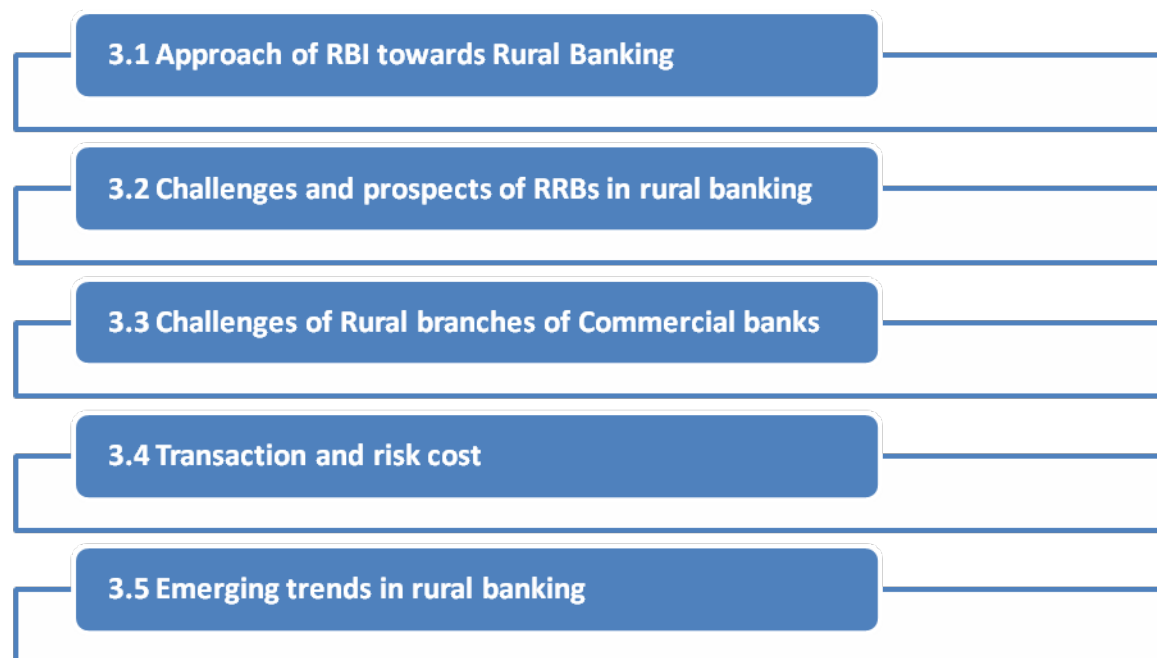 3.1 Approach of RBI towards Rural Banking
3.2 Challenges and prospects of RRBs in rural banking
3.3 Challenges of Rural branches of Commercial banks
3.4 Transaction and risk cost
3.5 Emerging trends in rural banking